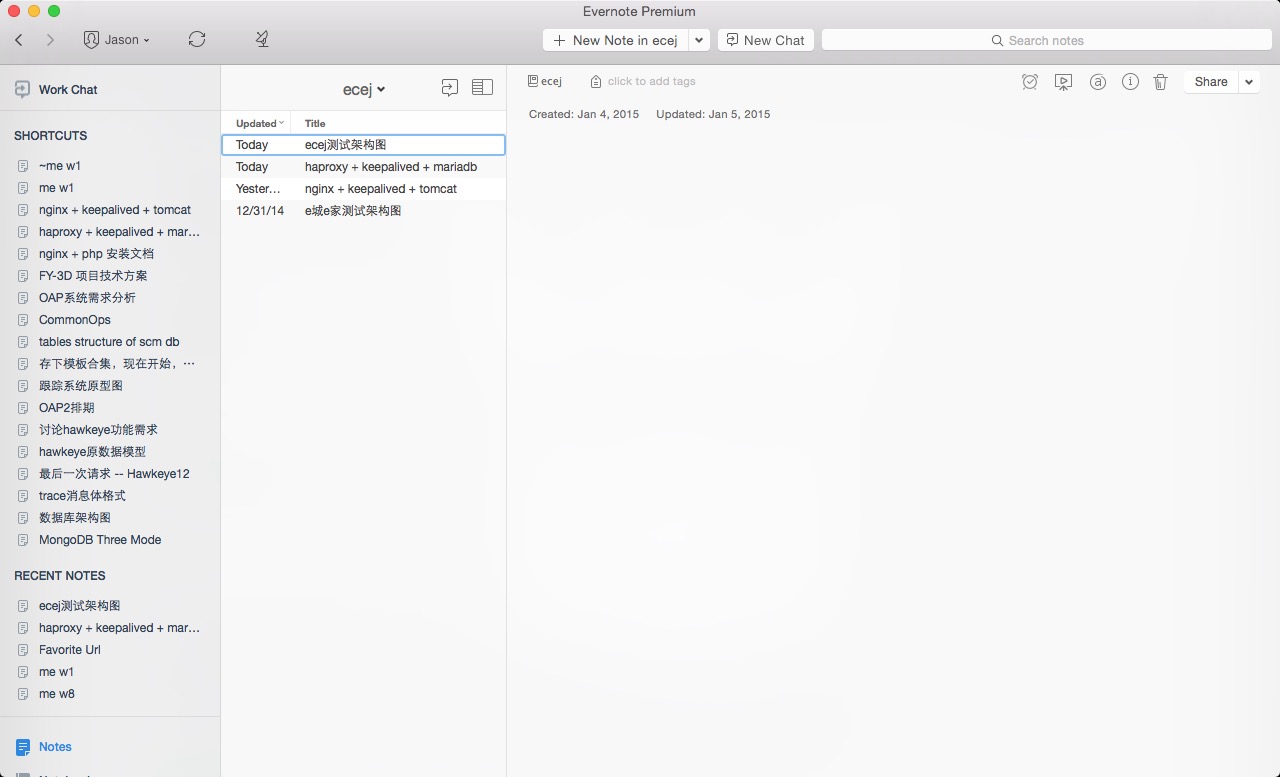 Evernote Premium
Jason
New Note in ecej
New Chat
Search notes
Work Chat
SHORTCUTS
~me w1
me w1
nginx + keepalived + tomcat
haproxy + keepalived + mar...
nginx + php 安装文档
FY-3D 项目技术方案
OAP系统需求分析
CommonOps
tables structure of scm db
存下模板合集，现在开始，…
跟踪系统原型图
OAP2排期
讨论hawkeye功能需求
hawkeye原数据模型
最后一次请求 -- Hawkeye12
trace消息体格式
数据库架构图
MongoDB Three Mode
RECENT NOTES
ecej测试架构图
haproxy + keepalived + mar...
Favorite Url
me w1
me w8
Notes
ecej
Updated Title
Today ecej测试架构图
Today haproxy + keepalived + mariadb
Yester... nginx + keepalived + tomcat
12/31/14 e城e家测试架构图
ecej
click to add tags
Share
Created: Jan 4, 2015 Updated: Jan 5, 2015